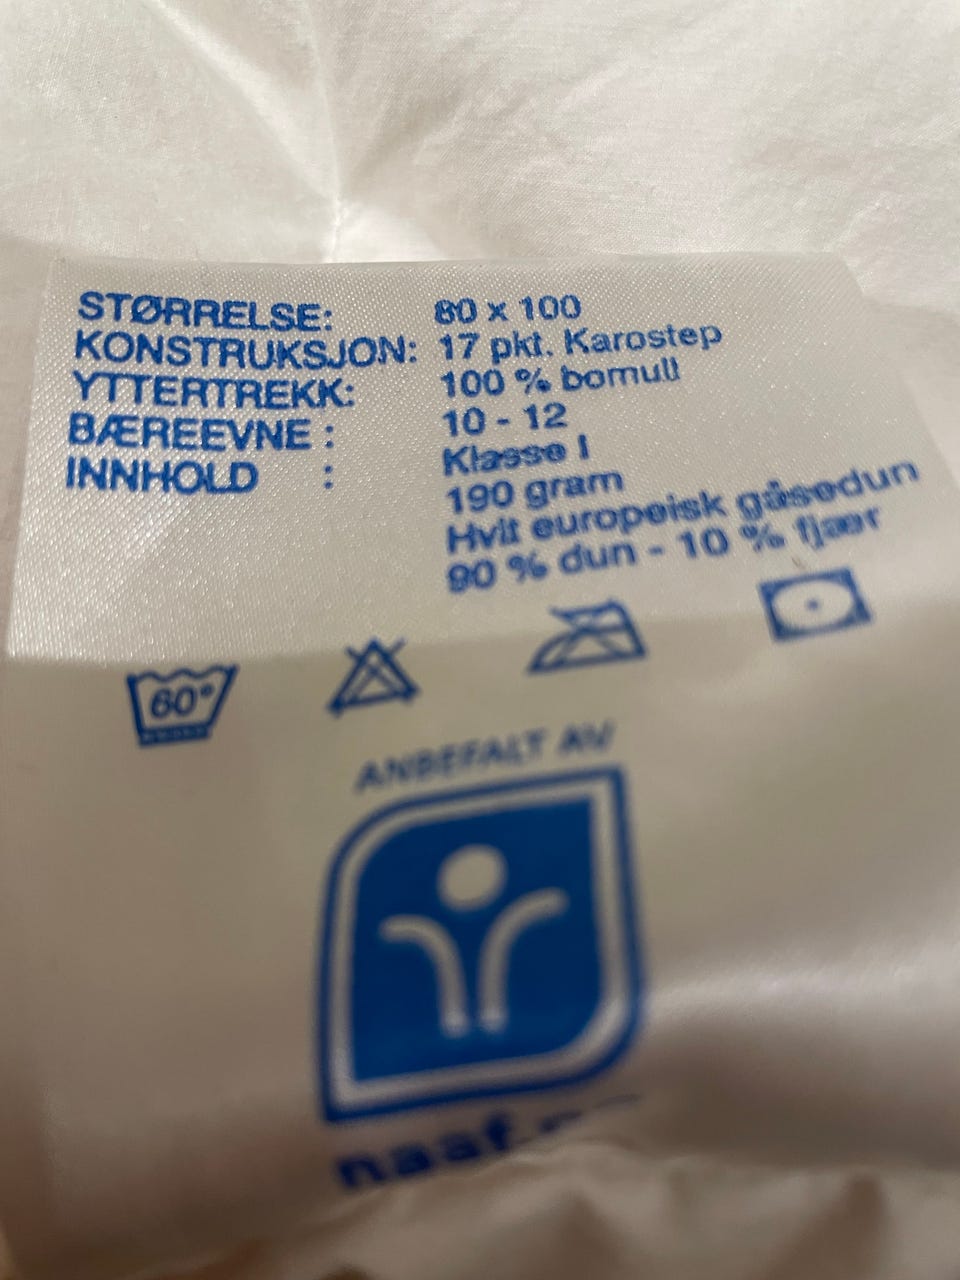 STØRRELSE: 80 x 100
KONSTRUKSJON: 17 pkt. Karostep
YTTERTREKK: 100 % bomull
BÆREEVNE : 10 - 12
INNHOLD : Klasse I
190 gram
Hvit europeisk gåsedun
90 % dun - 10 % fjær
60°
ANBEFALT AV
naaf